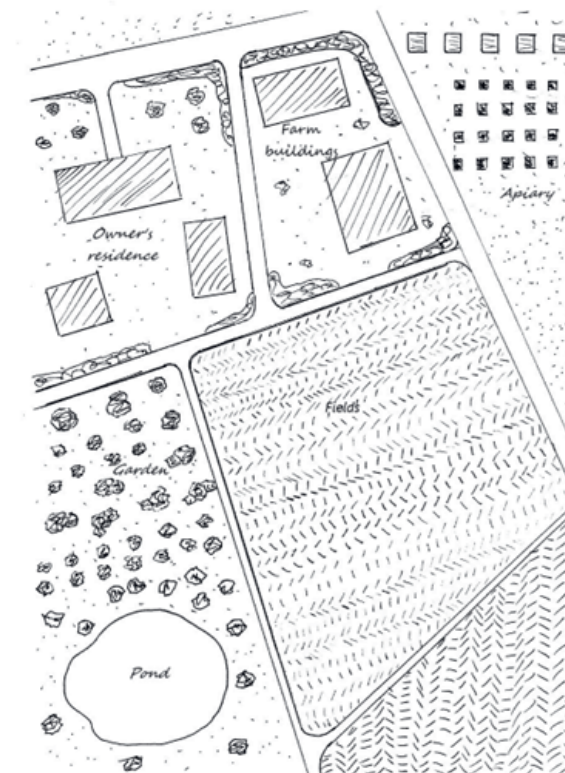 Farm
buildings
Apiary
Owner's
residence
Fields
Garden
Pond